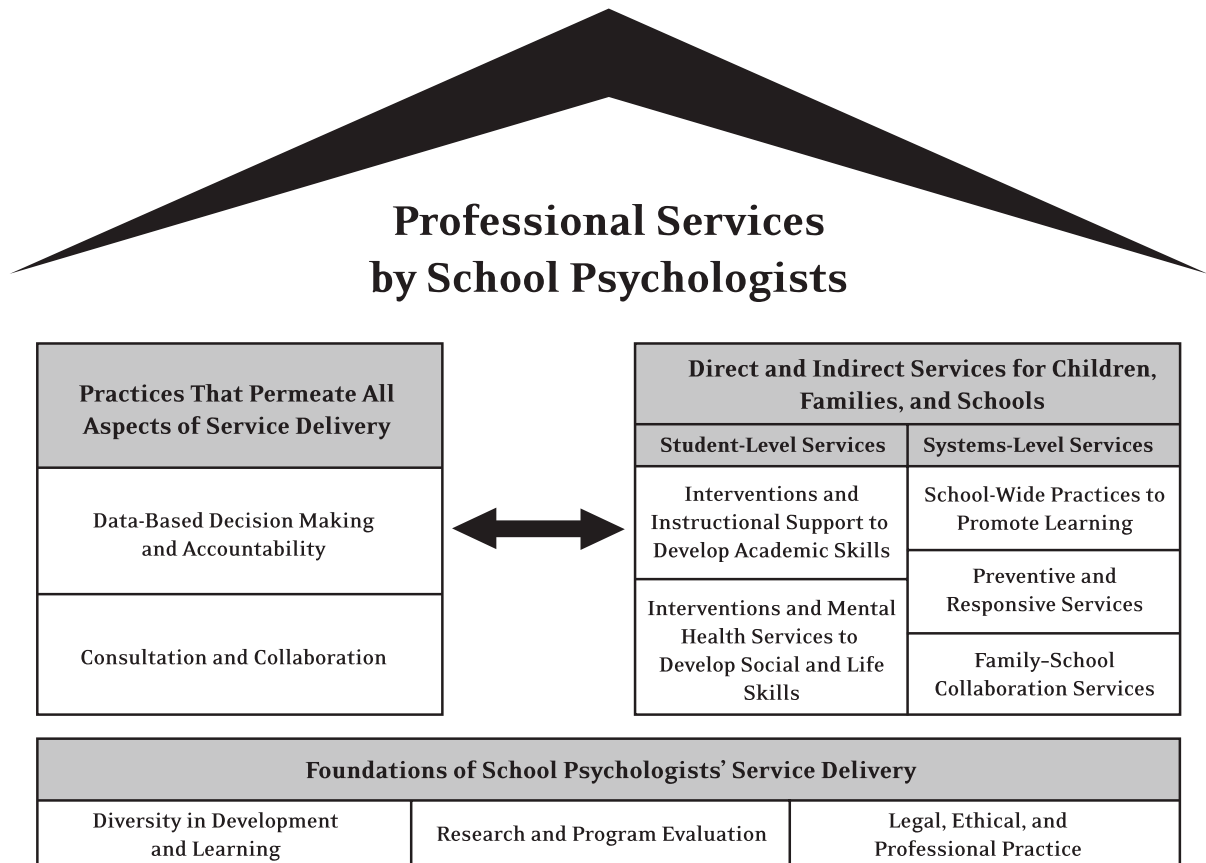 Professional Services
by School Psychologists
Practices That Permeate All
Aspects of Service Delivery
Data-Based Decision Making
and Accountability
Consultation and Collaboration
Direct and Indirect Services for Children,
Families, and Schools
Student-Level Services
Interventions and
Instructional Support to
Develop Academic Skills
Interventions and Mental
Health Services to
Develop Social and Life
Skills
Systems-Level Services
School-Wide Practices to
Promote Learning
Preventive and
Responsive Services
Family–School
Collaboration Services
Foundations of School Psychologists’ Service Delivery
Diversity in Development
and Learning
Research and Program Evaluation
Legal, Ethical, and
Professional Practice